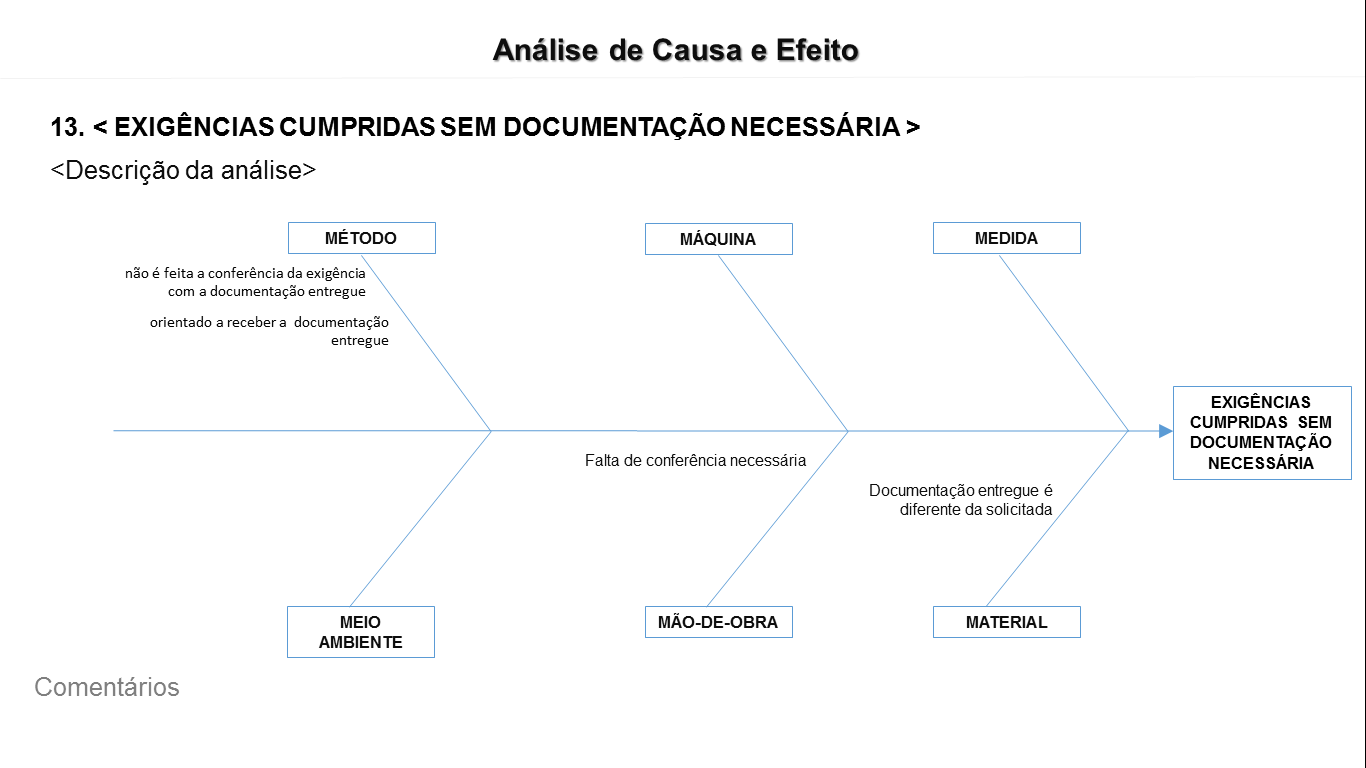 Análise de Causa e Efeito
13. < EXIGÊNCIAS CUMPRIDAS SEM DOCUMENTAÇÃO NECESSÁRIA >
<Descrição da análise>
MÉTODO
MÁQUINA
MEDIDA
não é feita a conferência da exigência
com a documentação entregue
orientado a receber a documentação
entregue
EXIGÊNCIAS
CUMPRIDAS SEM
DOCUMENTAÇÃO
NECESSÁRIA
Falta de conferência necessária
Documentação entregue é
diferente da solicitada
MEIO
AMBIENTE
MÃO-DE-OBRA
MATERIAL
Comentários